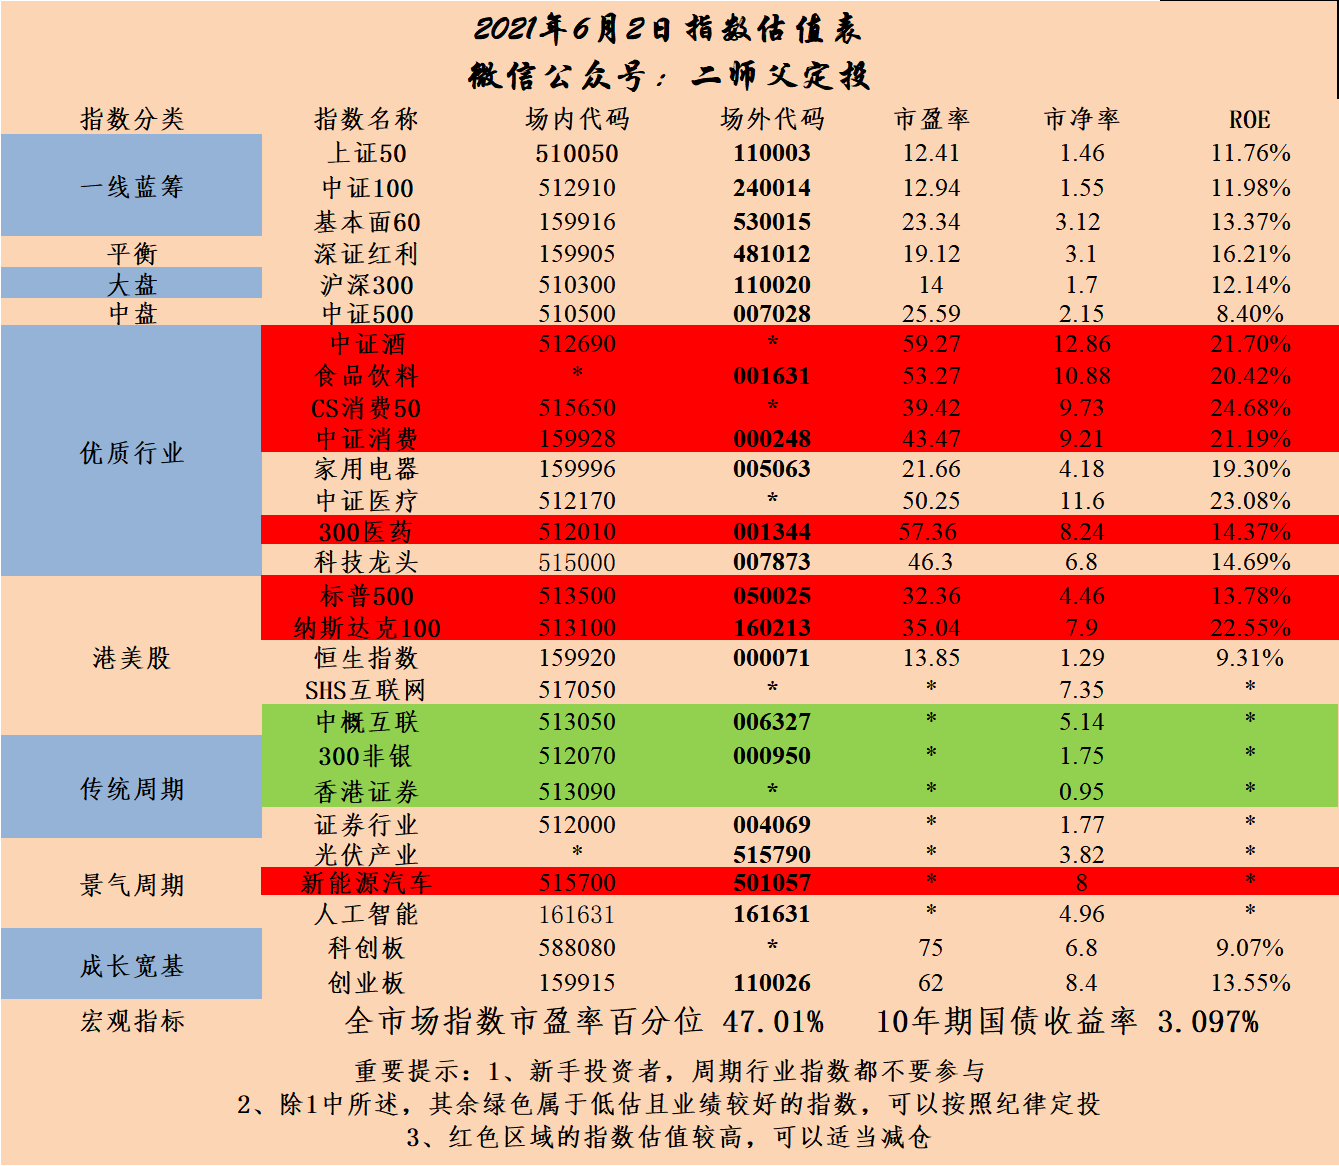 2021年6月2日指数估值表
微信公众号：二师父定投
指数分类 指数名称 场内代码 场外代码 市盈率 市净率 ROE
一线蓝筹 上证50 510050 110003 12.41 1.46 11.76%
中证100 512910 240014 12.94 1.55 11.98%
基本面60 159916 530015 23.34 3.12 13.37%
平衡 深证红利 159905 481012 19.12 3.1 16.21%
大盘 沪深300 510300 110020 14 1.7 12.14%
中盘 中证500 510500 007028 25.59 2.15 8.40%
优质行业 中证酒 512690 * 59.27 12.86 21.70%
食品饮料 * 001631 53.27 10.88 20.42%
CS消费50 515650 * 39.42 9.73 24.68%
中证消费 159928 000248 43.47 9.21 21.19%
家用电器 159996 005063 21.66 4.18 19.30%
中证医疗 512170 * 50.25 11.6 23.08%
300医药 512010 001344 57.36 8.24 14.37%
科技龙头 515000 007873 46.3 6.8 14.69%
港美股 标普500 513500 050025 32.36 4.46 13.78%
纳斯达克100 513100 160213 35.04 7.9 22.55%
恒生指数 159920 000071 13.85 1.29 9.31%
SHS互联网 517050 * * 7.35 *
中概互联 513050 006327 * 5.14 *
传统周期 300非银 512070 000950 * 1.75 *
香港证券 513090 * * 0.95 *
证券行业 512000 004069 * 1.77 *
景气周期 光伏产业 * 515790 * 3.82 *
新能源汽车 515700 501057 * 8 *
人工智能 161631 161631 * 4.96 *
成长宽基 科创板 588080 * 75 6.8 9.07%
创业板 159915 110026 62 8.4 13.55%
宏观指标 全市场指数市盈率百分位 47.01% 10年期国债收益率 3.097%
重要提示：1、新手投资者，周期行业指数都不要参与
2、除1中所述，其余绿色属于低估且业绩较好的指数，可以按照纪律定投
3、红色区域的指数估值较高，可以适当减仓